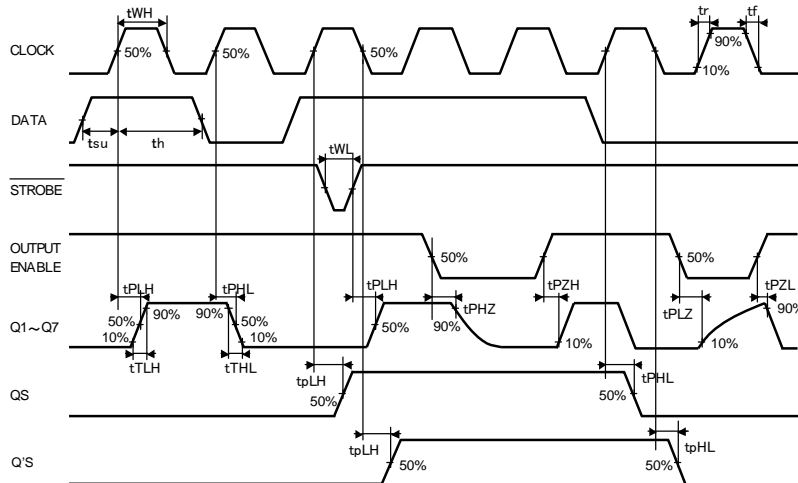 tWH
tr
tf
CLOCK
50%
50%
50%
90%
10%
DATA
tsu
th
tWL
STROBE
OUTPUT
ENABLE
50%
50%
tPLH
tPHL
tPLH
tPHZ
tPZH
tPLZ
tPZL
Q1～Q7
50%
10%
90%
90%
50%
10%
50%
90%
10%
10%
90%
tTLH
tTHL
tpLH
tPHL
QS
50%
50%
tpLH
tpHL
Q'S
50%
50%